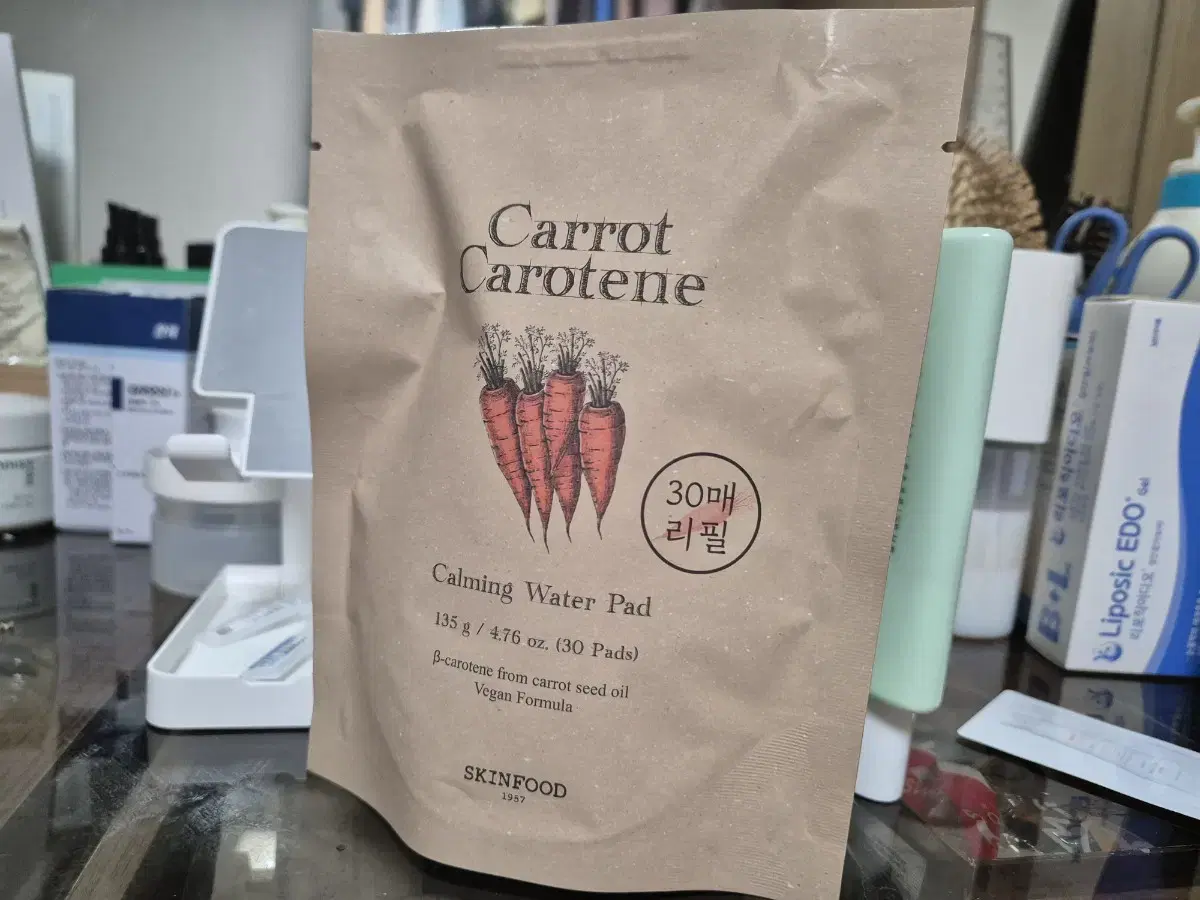 Carrot
Carotene
30매
리필
Calming Water Pad
135 g / 4.76 oz. (30 Pads)
β-carotene from carrot seed oil
Vegan Formula
SKINFOOD
1957
B+L
Liposic EDO® Gel
리포직이디오®